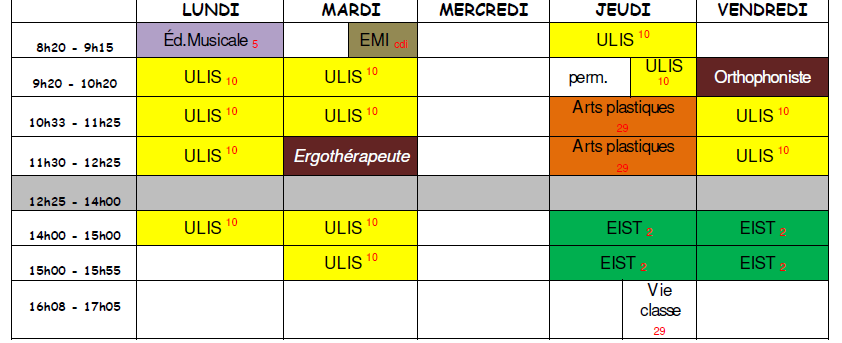 LUNDI MARDI MERCREDI JEUDI VENDREDI
8h20 - 9h15 Éd.Musicale 5 EMI cdi ULIS 10
9h20 - 10h20 ULIS 10 ULIS 10 perm. ULIS 10 Orthophoniste
10h33 - 11h25 ULIS 10 ULIS 10 Arts plastiques 29 ULIS 10
11h30 - 12h25 ULIS 10 Ergothérapeute Arts plastiques 29 ULIS 10
12h25 - 14h00
14h00 - 15h00 ULIS 10 ULIS 10 EIST 2 EIST 2
15h00 - 15h55 ULIS 10 EIST 2 EIST 2
16h08 - 17h05 Vie classe 29